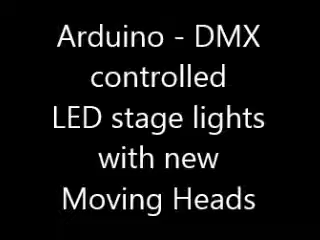 Arduino - DMX
controlled
LED stage lights
with new
Moving Heads